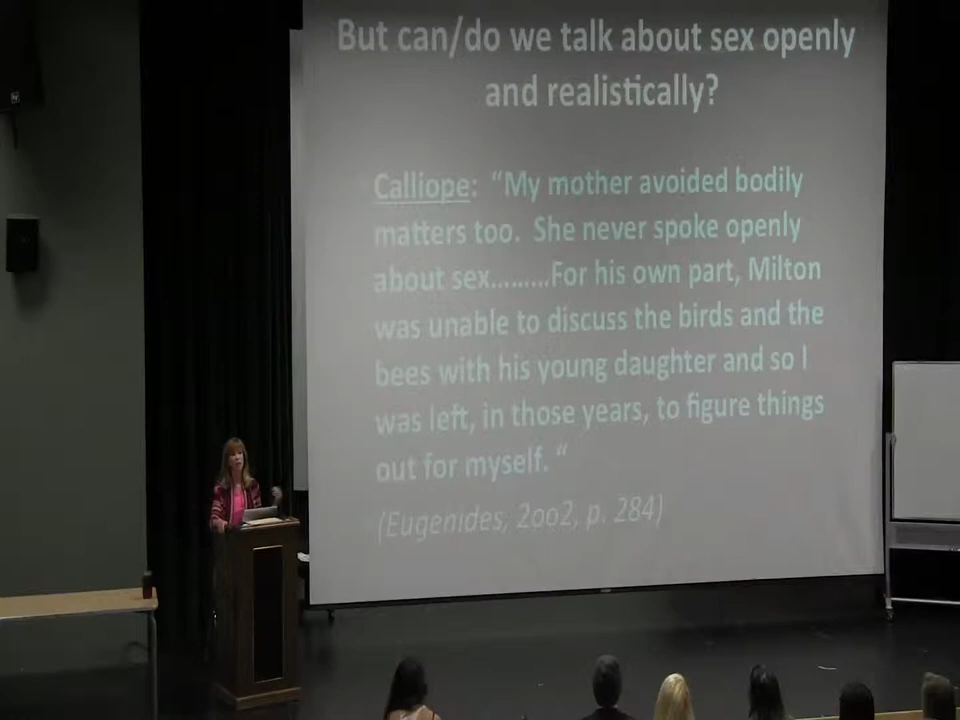 But can/do we talk about sex openly
and realistically?
Calliope: “My mother avoided bodily
matters too. She never spoke openly
about sex.........For his own part, Milton
was unable to discuss the birds and the
bees with his young daughter and so I
was left, in those years, to figure things
out for myself. “
(Eugenides, 2oo2, p. 284)